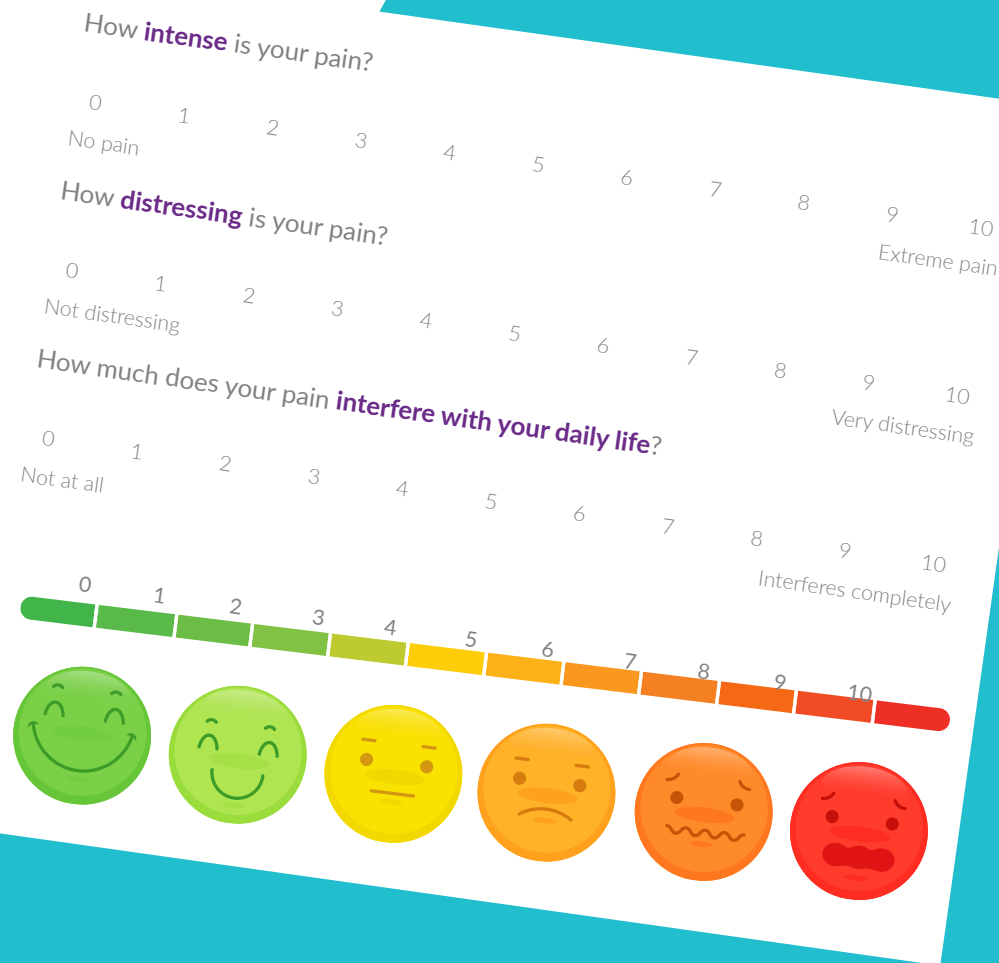 How intense is your pain?
0 1 2 3 4 5 6 7 8 9 10
No pain Extreme pain
How distressing is your pain?
0 1 2 3 4 5 6 7 8 9 10
Not distressing Very distressing
How much does your pain interfere with your daily life?
0 1 2 3 4 5 6 7 8 9 10
Not at all Interferes completely
0 1 2 3 4 5 6 7 8 9 10